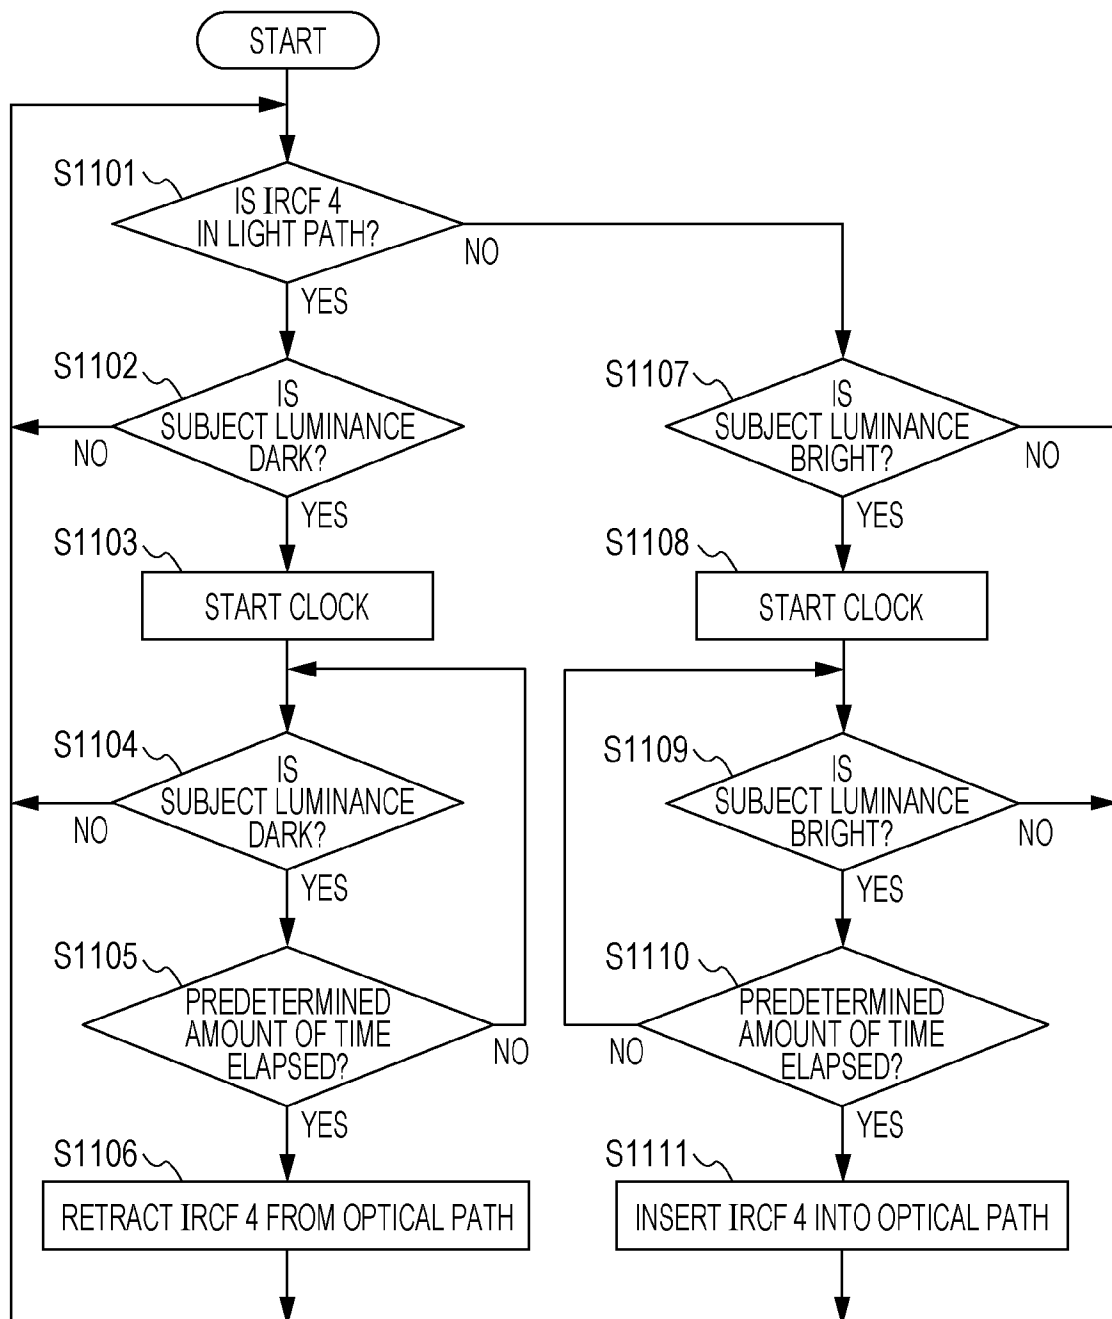 START
S1101
IS IRCF 4
IN LIGHT PATH?
NO
YES
S1102
IS
SUBJECT LUMINANCE
DARK?
NO
YES
S1107
IS
SUBJECT LUMINANCE
BRIGHT?
NO
YES
S1103
START CLOCK
S1108
START CLOCK
S1104
IS
SUBJECT LUMINANCE
DARK?
NO
YES
S1109
IS
SUBJECT LUMINANCE
BRIGHT?
NO
YES
S1105
PREDETERMINED
AMOUNT OF TIME
ELAPSED?
NO
YES
S1110
PREDETERMINED
AMOUNT OF TIME
ELAPSED?
NO
YES
S1106
RETRACT IRCF 4 FROM OPTICAL PATH
S1111
INSERT IRCF 4 INTO OPTICAL PATH